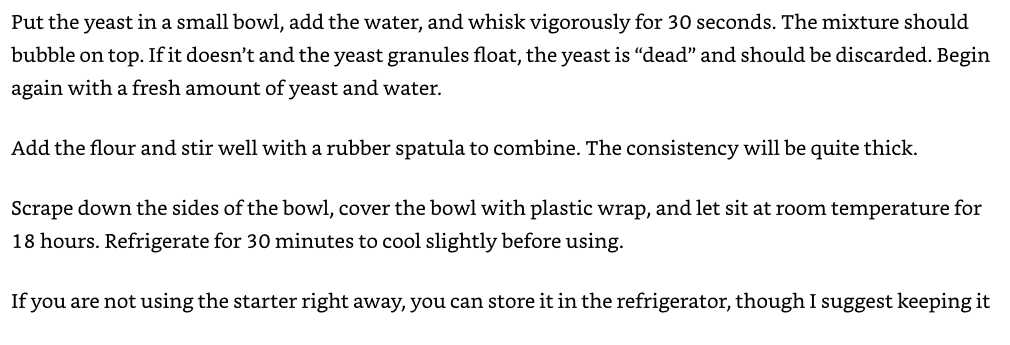 Put the yeast in a small bowl, add the water, and whisk vigorously for 30 seconds. The mixture should
bubble on top. If it doesn’t and the yeast granules float, the yeast is “dead” and should be discarded. Begin
again with a fresh amount of yeast and water.
Add the flour and stir well with a rubber spatula to combine. The consistency will be quite thick.
Scrape down the sides of the bowl, cover the bowl with plastic wrap, and let sit at room temperature for
18 hours. Refrigerate for 30 minutes to cool slightly before using.
If you are not using the starter right away, you can store it in the refrigerator, though I suggest keeping it